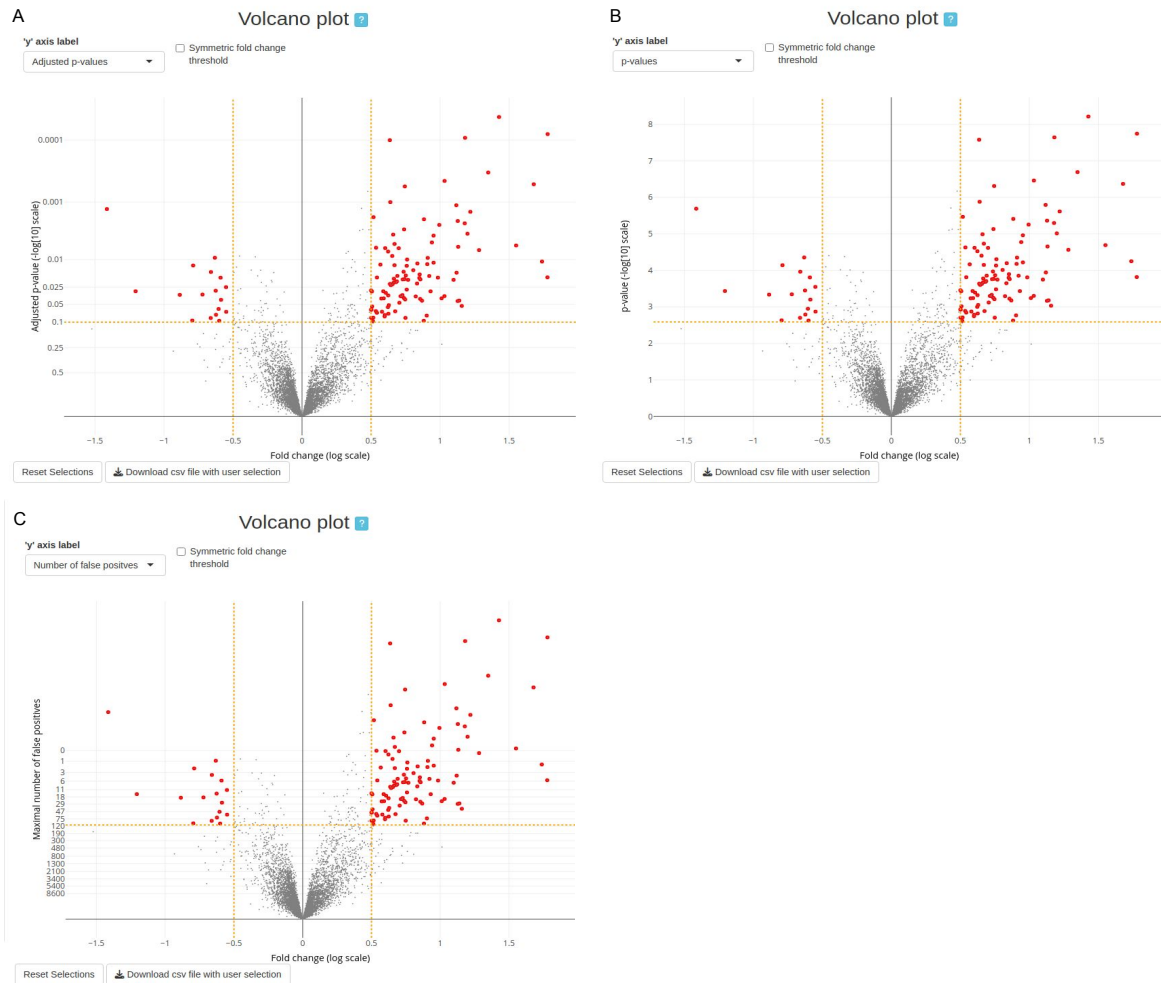 A
Volcano plot ?
'y' axis label
Adjusted p-values
Symmetric fold change
threshold
Adjusted p-value (-log[10] scale)
0.0001
0.001
0.01
0.025
0.05
0.1
0.25
0.5
−1.5 −1 −0.5 0 0.5 1 1.5
Fold change (log scale)
Reset Selections
Download csv file with user selection
B
Volcano plot ?
'y' axis label
p-values
Symmetric fold change
threshold
p-value (-log[10] scale)
8
7
6
5
4
3
2
1
0
−1.5 −1 −0.5 0 0.5 1 1.5
Fold change (log scale)
Reset Selections
Download csv file with user selection
C
Volcano plot ?
'y' axis label
Number of false positves
Symmetric fold change
threshold
Maximal number of false positives
0
1
3
6
11
18
29
47
75
120
190
300
480
800
1300
2100
3400
5400
8600
−1.5 −1 −0.5 0 0.5 1 1.5
Fold change (log scale)
Reset Selections
Download csv file with user selection